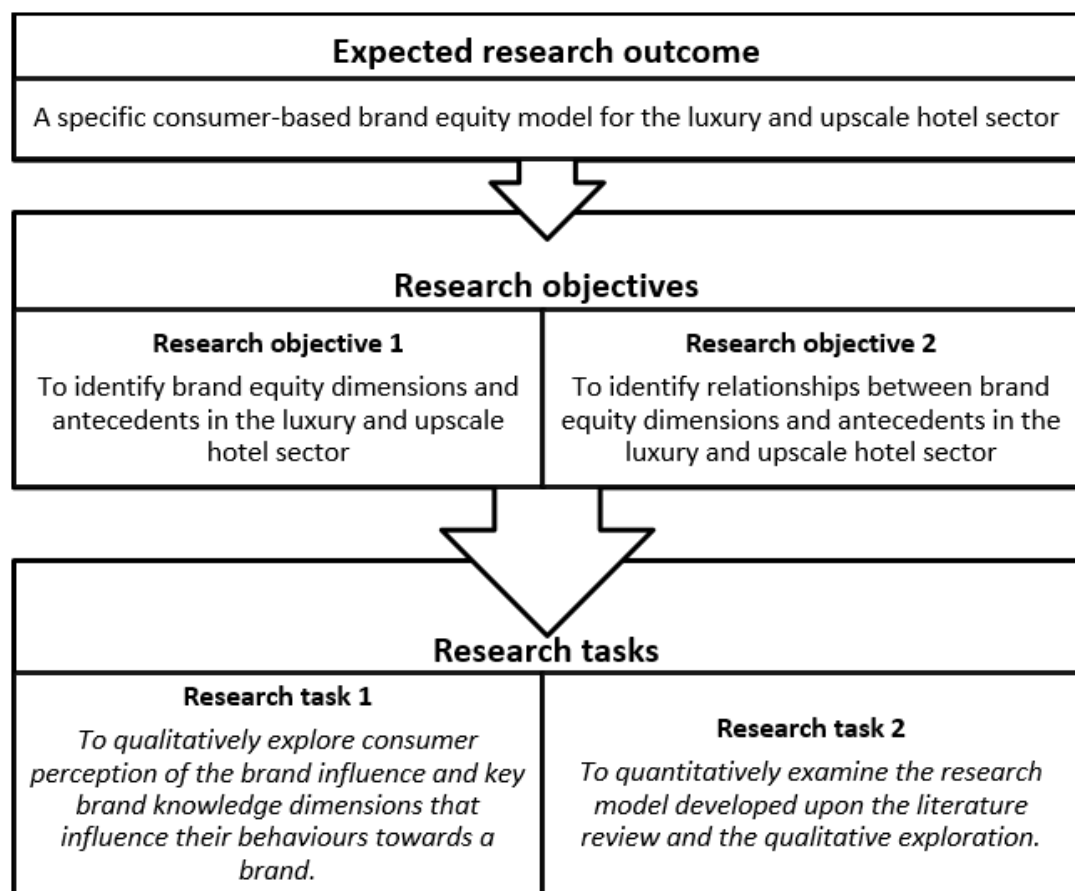 Expected research outcome
A specific consumer-based brand equity model for the luxury and upscale hotel sector
Research objectives
Research objective 1
To identify brand equity dimensions and
antecedents in the luxury and upscale
hotel sector
Research objective 2
To identify relationships between brand
equity dimensions and antecedents in the
luxury and upscale hotel sector
Research tasks
Research task 1
To qualitatively explore consumer
perception of the brand influence and key
brand knowledge dimensions that
influence their behaviours towards a
brand.
Research task 2
To quantitatively examine the research
model developed upon the literature
review and the qualitative exploration.